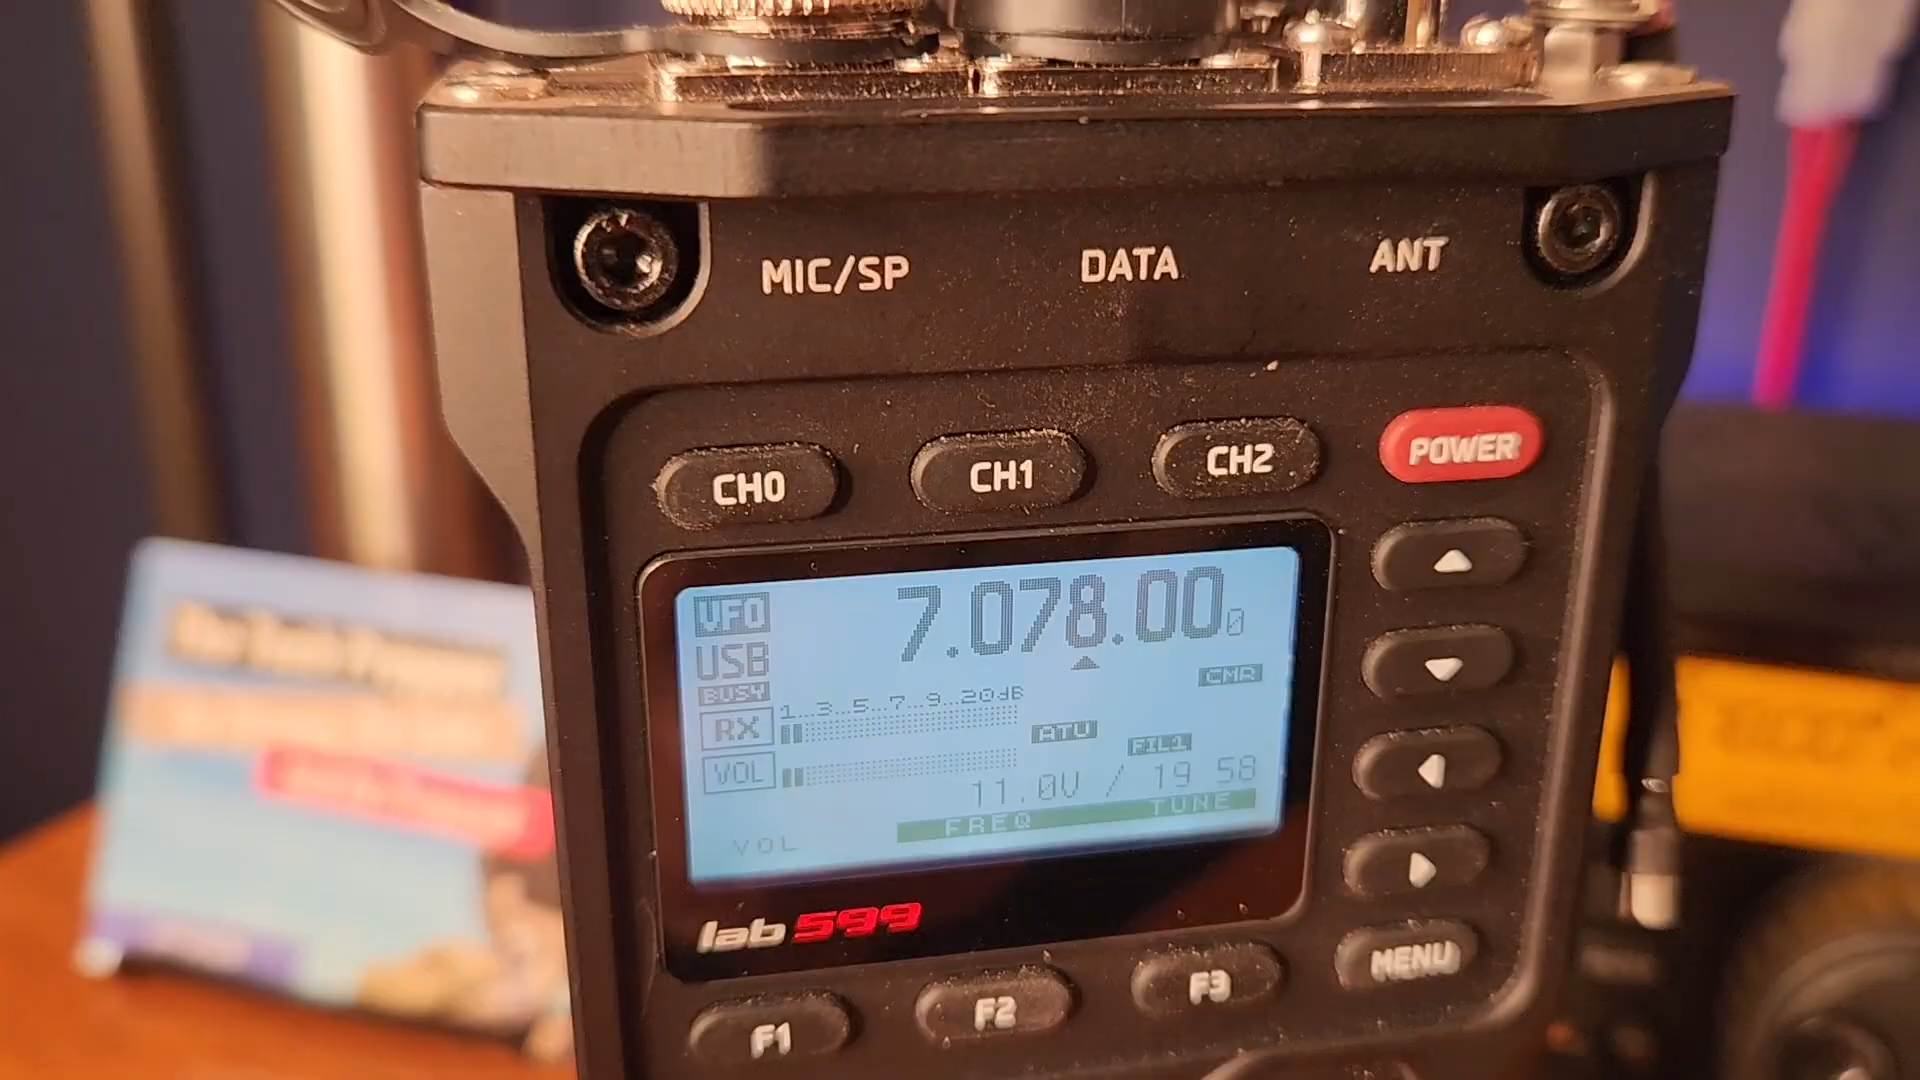 MIC/SP DATA ANT
CH0 CH1 CH2 POWER
VFO 7.078.000
USB
BUSY 1...3...5...7...9...20dB CMR
RX ATU FIL1
VOL 11.0V / 19 58
VOL FREQ TUNE
lab599
MENU
F1 F2 F3